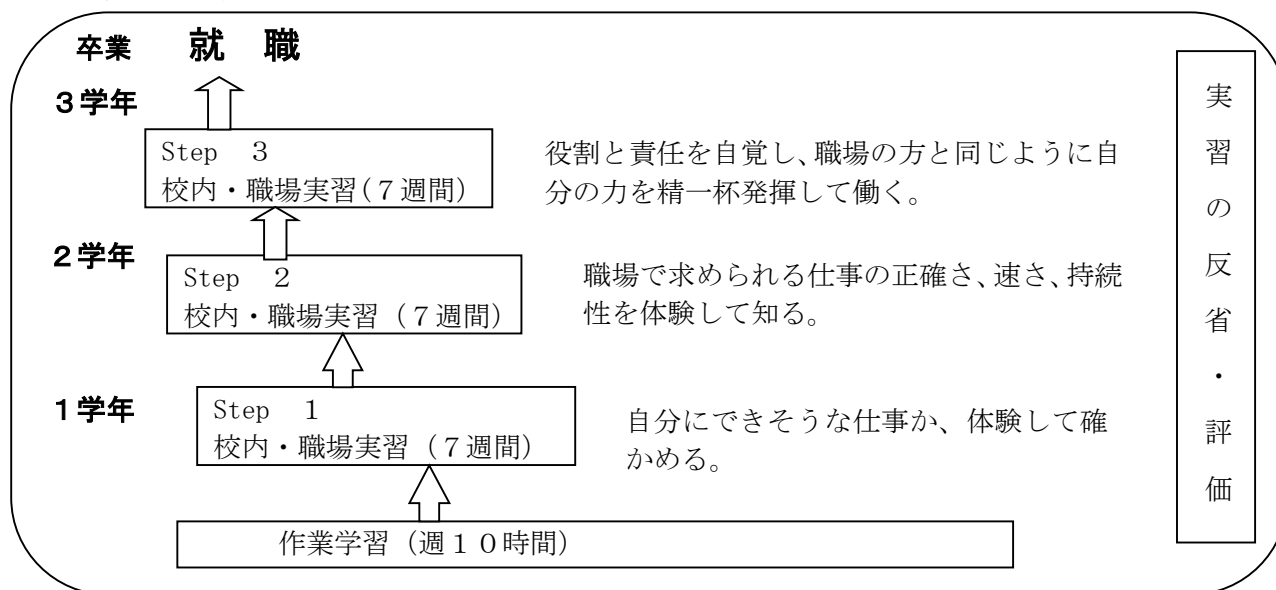 卒業 就 職
3学年
Step 3
校内・職場実習(7週間)
役割と責任を自覚し、職場の方と同じように自
分の力を精一杯発揮して働く。
2学年
Step 2
校内・職場実習(7週間)
職場で求められる仕事の正確さ、速さ、持続
性を体験して知る。
1学年
Step 1
校内・職場実習(7週間)
自分にできそうな仕事か、体験して確
かめる。
作業学習(週10時間)
実習の反省・評価